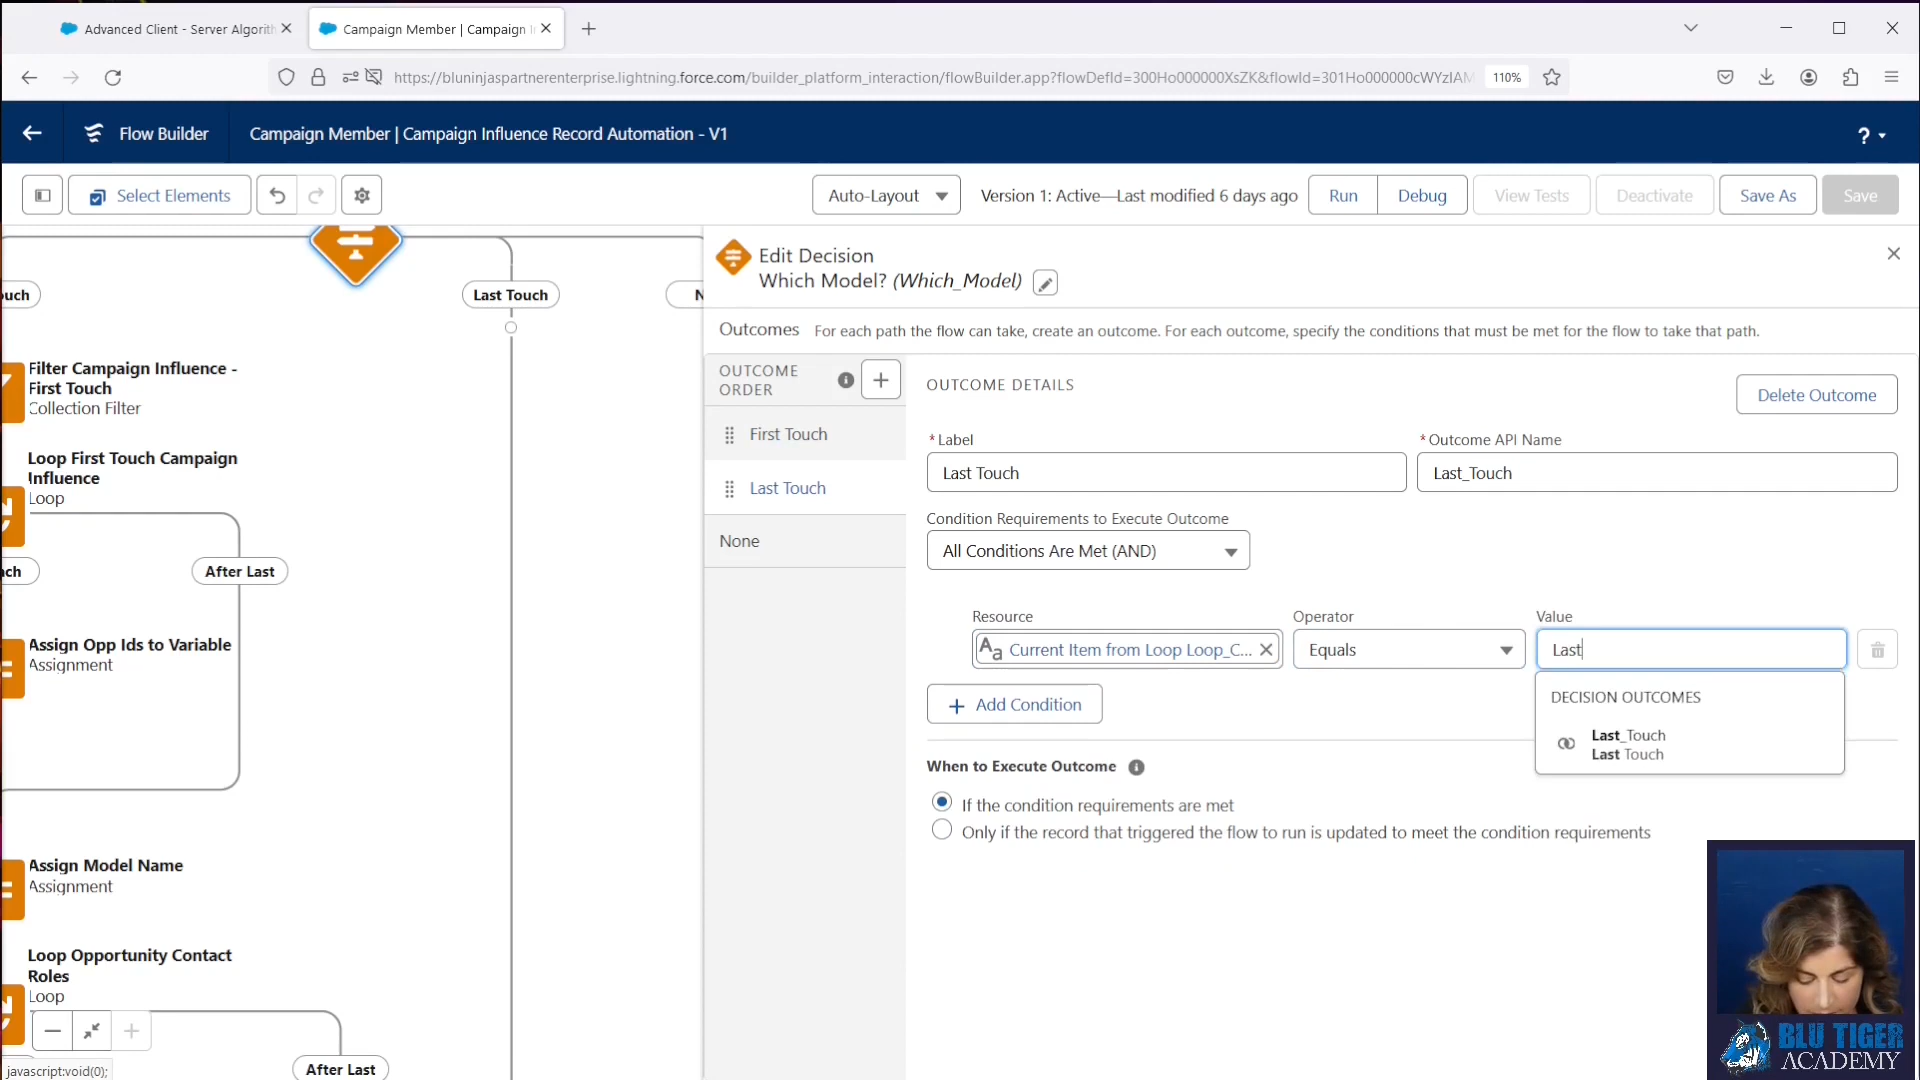 Advanced Client - Server Algorith
Campaign Member | Campaign I
https://bluninjaspartnerenterprise.lightning.force.com/builder_platform_interaction/flowBuilder.app?flowDefId=300Ho000000XsZK&flowId=301Ho000000cWYzIAM
110%
Flow Builder
Campaign Member | Campaign Influence Record Automation - V1
?
Select Elements
Auto-Layout
Version 1: Active—Last modified 6 days ago
Run
Debug
View Tests
Deactivate
Save As
Save
ouch
Last Touch
N
Filter Campaign Influence -
First Touch
Collection Filter
Loop First Touch Campaign
Influence
Loop
ach
After Last
Assign Opp Ids to Variable
Assignment
Assign Model Name
Assignment
Loop Opportunity Contact
Roles
Loop
After Last
javascript:void(0);
Edit Decision
Which Model? (Which_Model)
Outcomes
For each path the flow can take, create an outcome. For each outcome, specify the conditions that must be met for the flow to take that path.
OUTCOME
ORDER
First Touch
Last Touch
None
OUTCOME DETAILS
Delete Outcome
* Label
Last Touch
* Outcome API Name
Last_Touch
Condition Requirements to Execute Outcome
All Conditions Are Met (AND)
Resource
Operator
Value
Aa Current Item from Loop Loop_C...
Equals
Last
DECISION OUTCOMES
Last_Touch
Last Touch
Add Condition
When to Execute Outcome
If the condition requirements are met
Only if the record that triggered the flow to run is updated to meet the condition requirements
BLU TIGER
ACADEMY